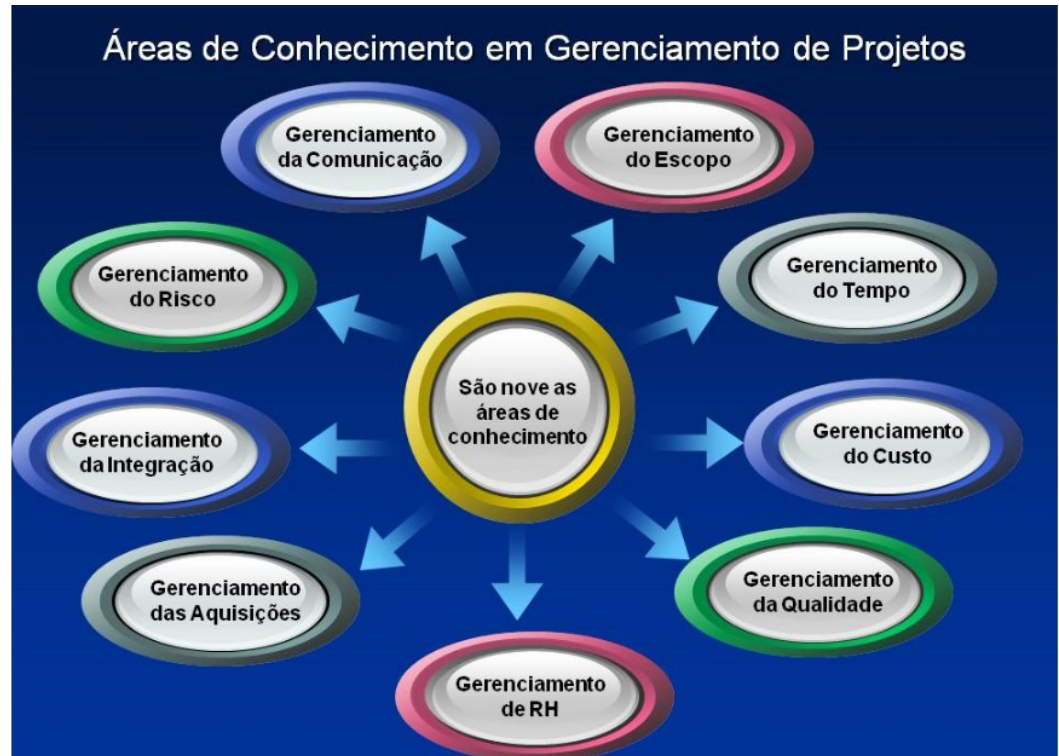 Áreas de Conhecimento em Gerenciamento de Projetos
Gerenciamento
da Comunicação
Gerenciamento
do Escopo
Gerenciamento
do Risco
Gerenciamento
do Tempo
São nove as
áreas de
conhecimento
Gerenciamento
da Integração
Gerenciamento
do Custo
Gerenciamento
das Aquisições
Gerenciamento
da Qualidade
Gerenciamento
de RH